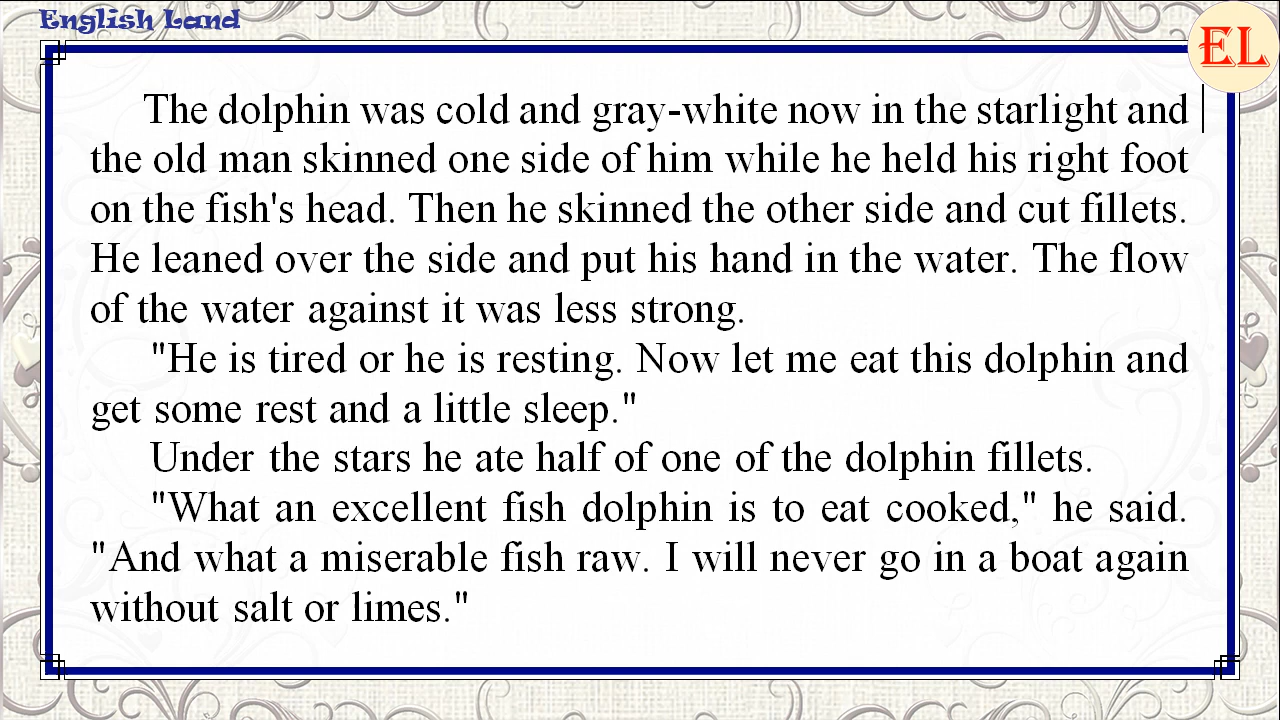 English Land
EL
The dolphin was cold and gray-white now in the starlight and
the old man skinned one side of him while he held his right foot
on the fish's head. Then he skinned the other side and cut fillets.
He leaned over the side and put his hand in the water. The flow
of the water against it was less strong.
"He is tired or he is resting. Now let me eat this dolphin and
get some rest and a little sleep."
Under the stars he ate half of one of the dolphin fillets.
"What an excellent fish dolphin is to eat cooked," he said.
"And what a miserable fish raw. I will never go in a boat again
without salt or limes."